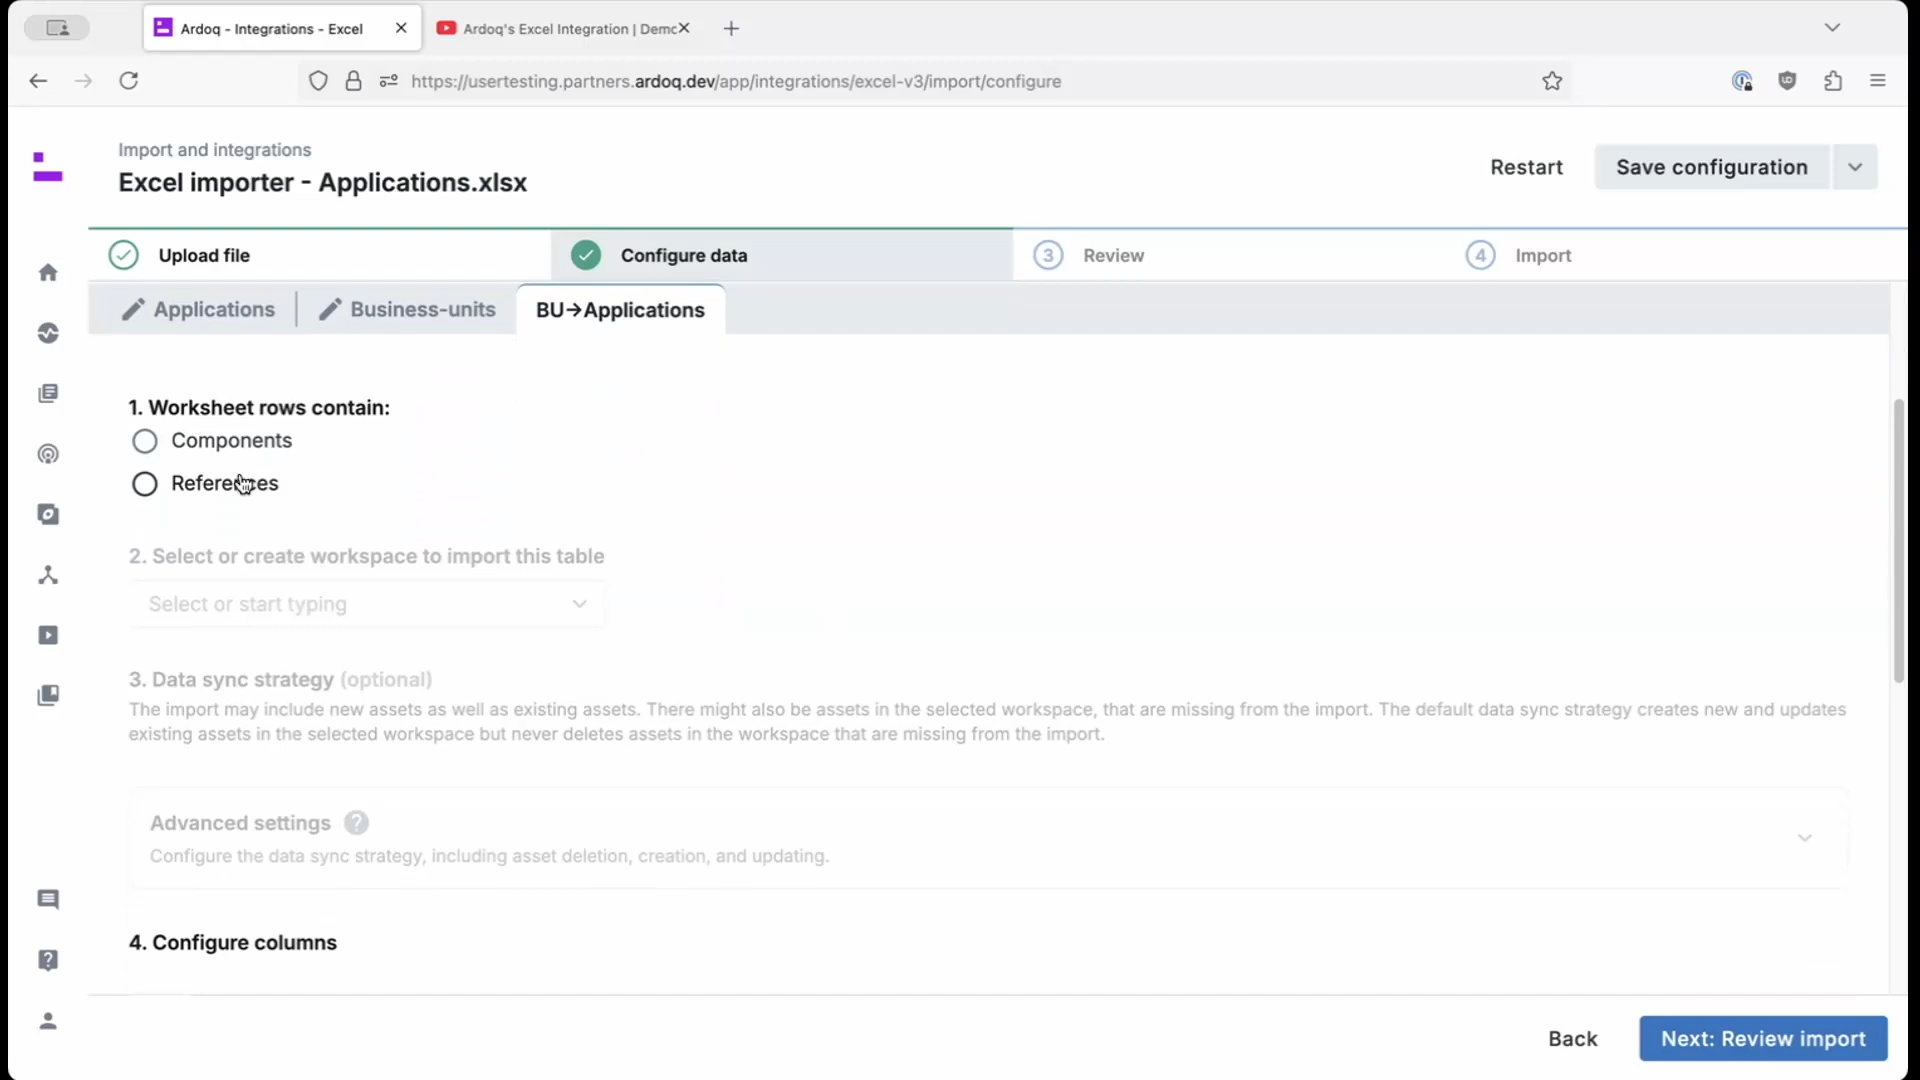 Ardoq - Integrations - Excel
Ardoq's Excel Integration | Demo
https://usertesting.partners.ardoq.dev/app/integrations/excel-v3/import/configure
Import and integrations
Excel importer - Applications.xlsx
Restart
Save configuration
Upload file
Configure data
3 Review
4 Import
Applications
Business-units
BU→Applications
1. Worksheet rows contain:
Components
References
2. Select or create workspace to import this table
Select or start typing
3. Data sync strategy (optional)
The import may include new assets as well as existing assets. There might also be assets in the selected workspace, that are missing from the import. The default data sync strategy creates new and updates
existing assets in the selected workspace but never deletes assets in the workspace that are missing from the import.
Advanced settings ?
Configure the data sync strategy, including asset deletion, creation, and updating.
4. Configure columns
Back
Next: Review import